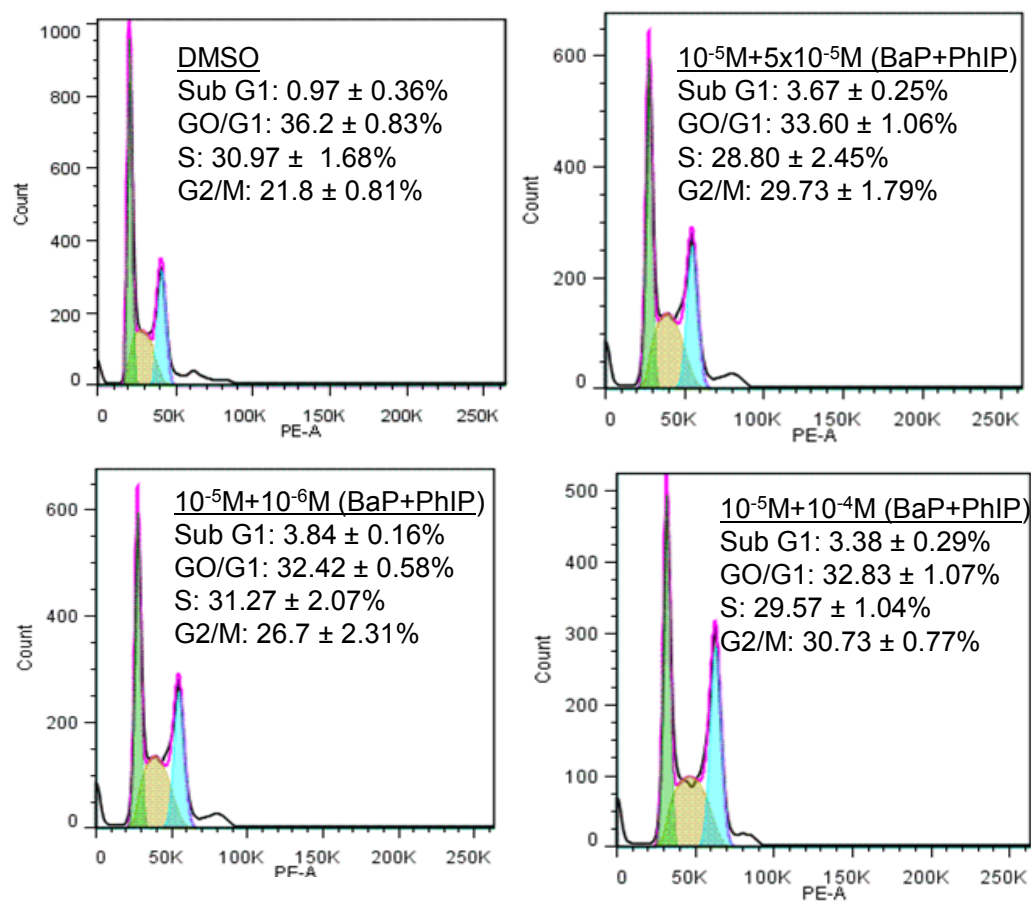 DMSO
Sub G1: 0.97 ± 0.36%
GO/G1: 36.2 ± 0.83%
S: 30.97 ± 1.68%
G2/M: 21.8 ± 0.81%
1000
800
600
400
200
0
Count
0 50K 100K 150K 200K 250K
PE-A
10⁻⁵M+5x10⁻⁵M (BaP+PhIP)
Sub G1: 3.67 ± 0.25%
GO/G1: 33.60 ± 1.06%
S: 28.80 ± 2.45%
G2/M: 29.73 ± 1.79%
600
400
200
0
Count
0 50K 100K 150K 200K 250K
PE-A
10⁻⁵M+10⁻⁶M (BaP+PhIP)
Sub G1: 3.84 ± 0.16%
GO/G1: 32.42 ± 0.58%
S: 31.27 ± 2.07%
G2/M: 26.7 ± 2.31%
600
400
200
0
Count
0 50K 100K 150K 200K 250K
PE-A
10⁻⁵M+10⁻⁴M (BaP+PhIP)
Sub G1: 3.38 ± 0.29%
GO/G1: 32.83 ± 1.07%
S: 29.57 ± 1.04%
G2/M: 30.73 ± 0.77%
500
400
300
200
100
0
Count
0 50K 100K 150K 200K 250K
PE-A